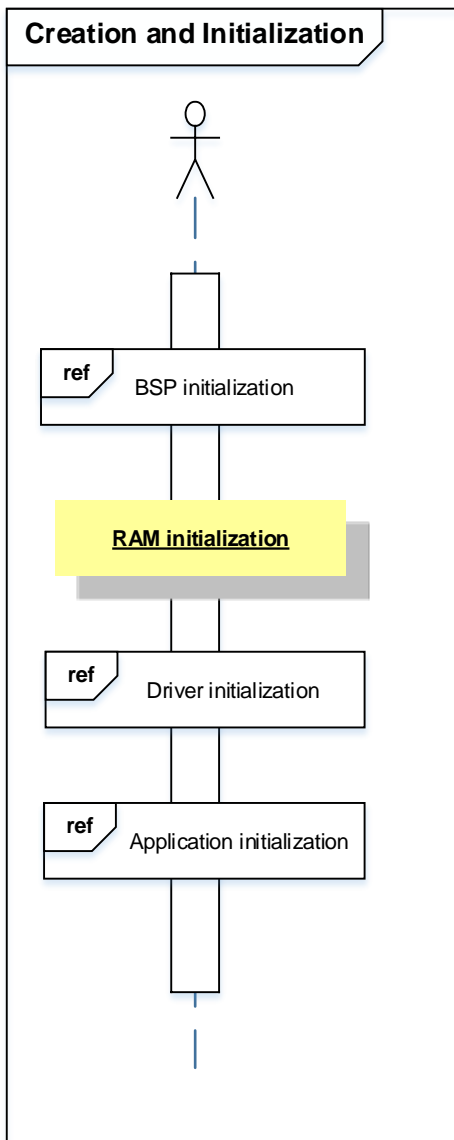 Creation and Initialization
ref
BSP initialization
RAM initialization
ref
Driver initialization
ref
Application initialization